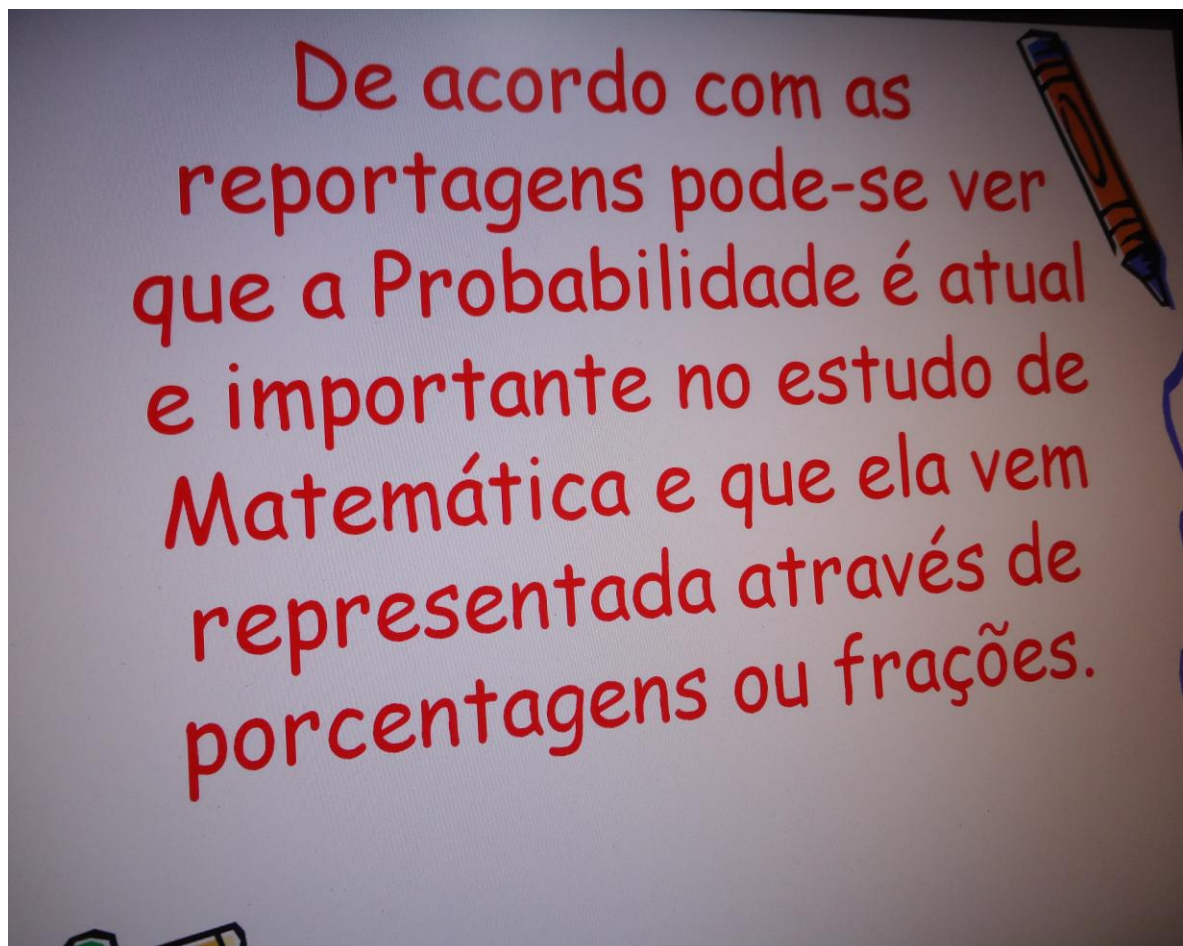 De acordo com as
reportagens pode-se ver
que a Probabilidade é atual
e importante no estudo de
Matemática e que ela vem
representada através de
porcentagens ou frações.